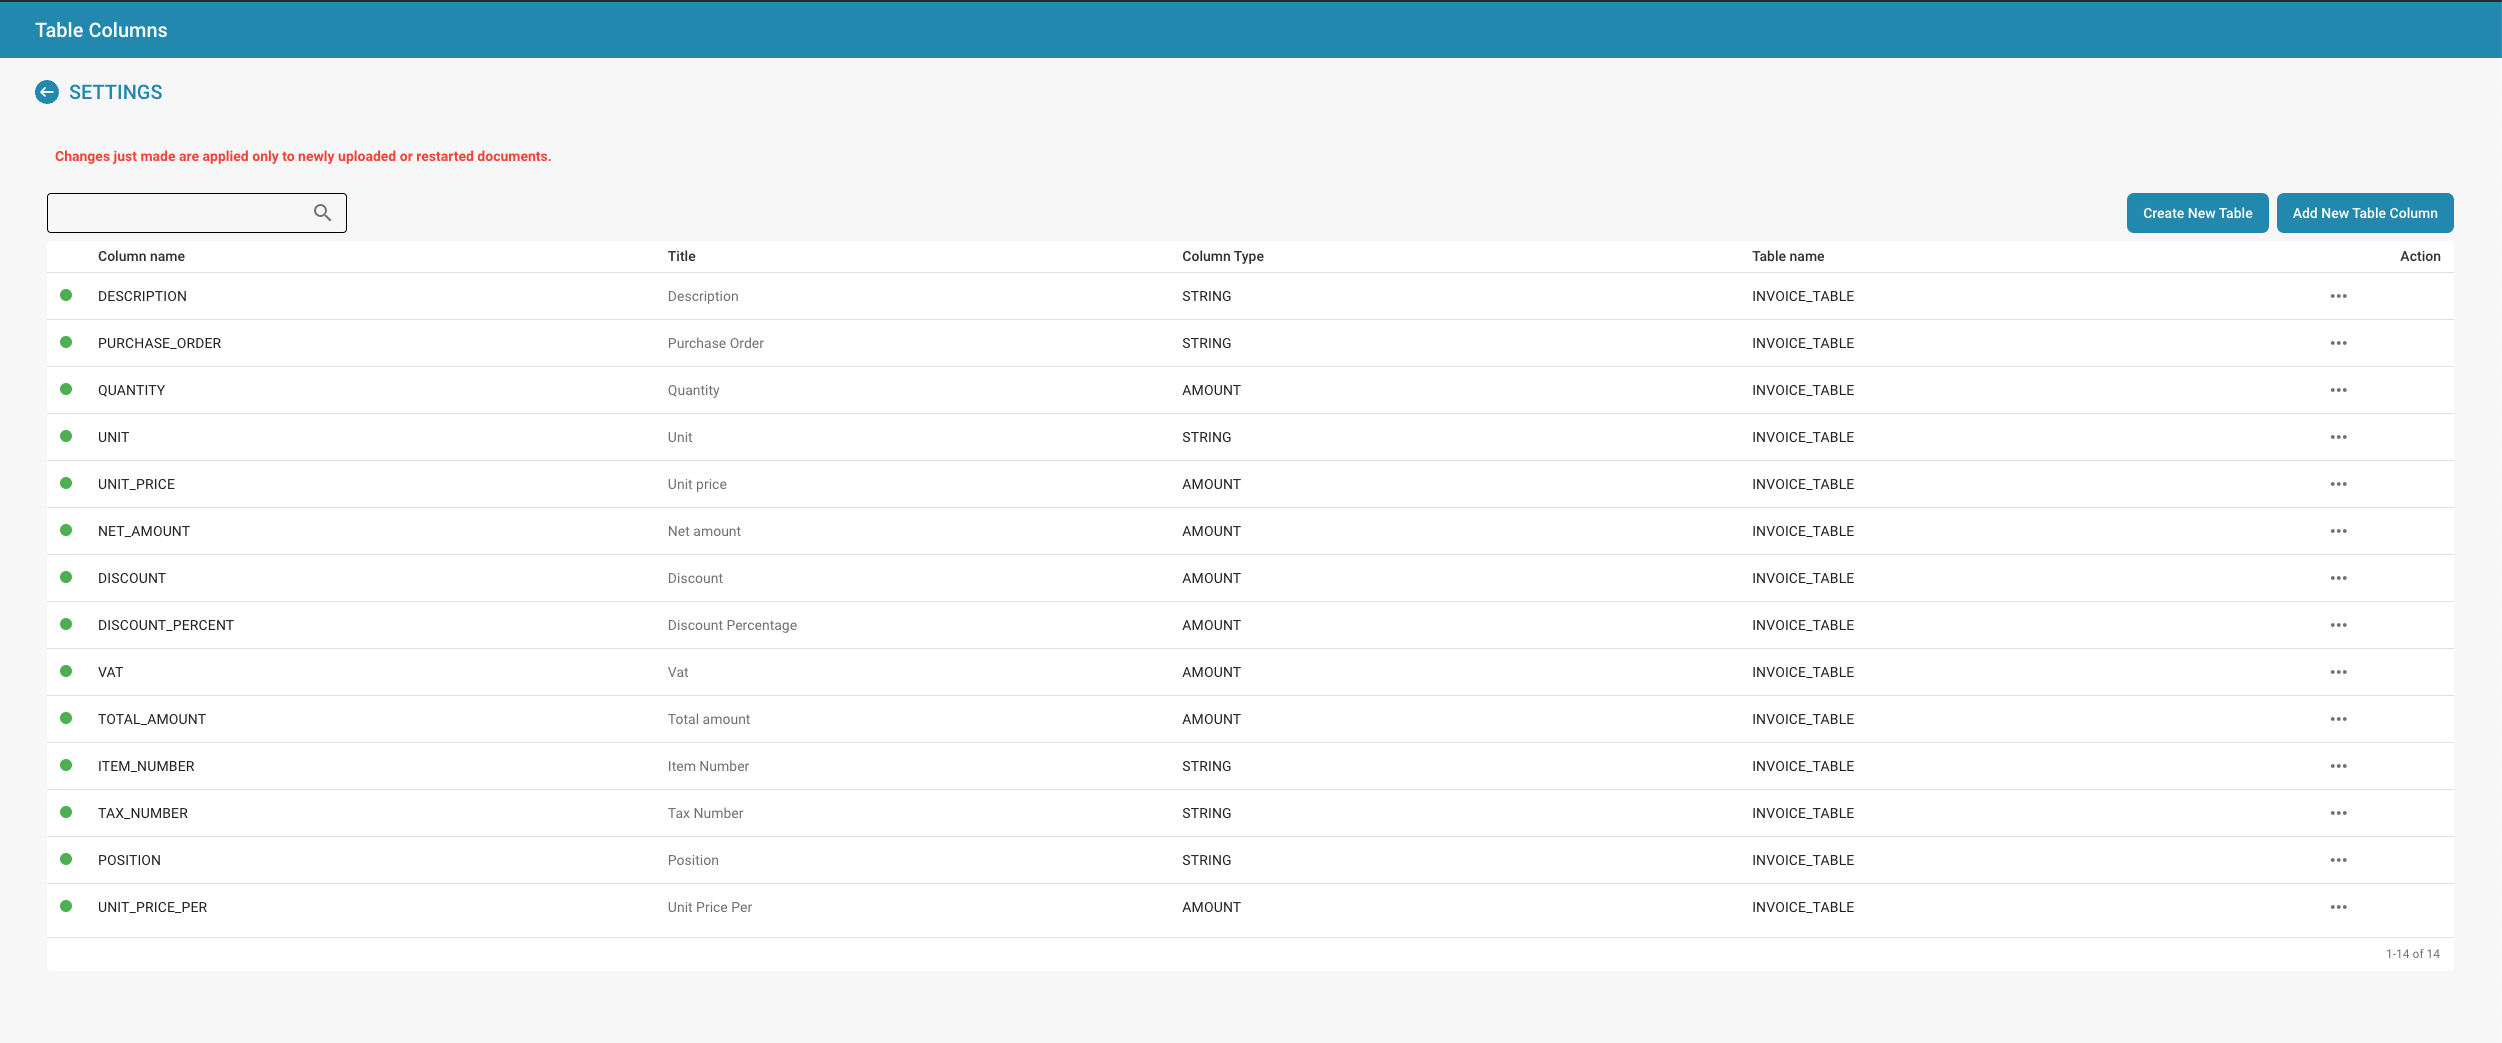 Table Columns
SETTINGS
Changes just made are applied only to newly uploaded or restarted documents.
Create New Table Add New Table Column
Column name Title Column Type Table name Action
DESCRIPTION Description STRING INVOICE_TABLE
PURCHASE_ORDER Purchase Order STRING INVOICE_TABLE
QUANTITY Quantity AMOUNT INVOICE_TABLE
UNIT Unit STRING INVOICE_TABLE
UNIT_PRICE Unit price AMOUNT INVOICE_TABLE
NET_AMOUNT Net amount AMOUNT INVOICE_TABLE
DISCOUNT Discount AMOUNT INVOICE_TABLE
DISCOUNT_PERCENT Discount Percentage AMOUNT INVOICE_TABLE
VAT Vat AMOUNT INVOICE_TABLE
TOTAL_AMOUNT Total amount AMOUNT INVOICE_TABLE
ITEM_NUMBER Item Number STRING INVOICE_TABLE
TAX_NUMBER Tax Number STRING INVOICE_TABLE
POSITION Position STRING INVOICE_TABLE
UNIT_PRICE_PER Unit Price Per AMOUNT INVOICE_TABLE
1-14 of 14